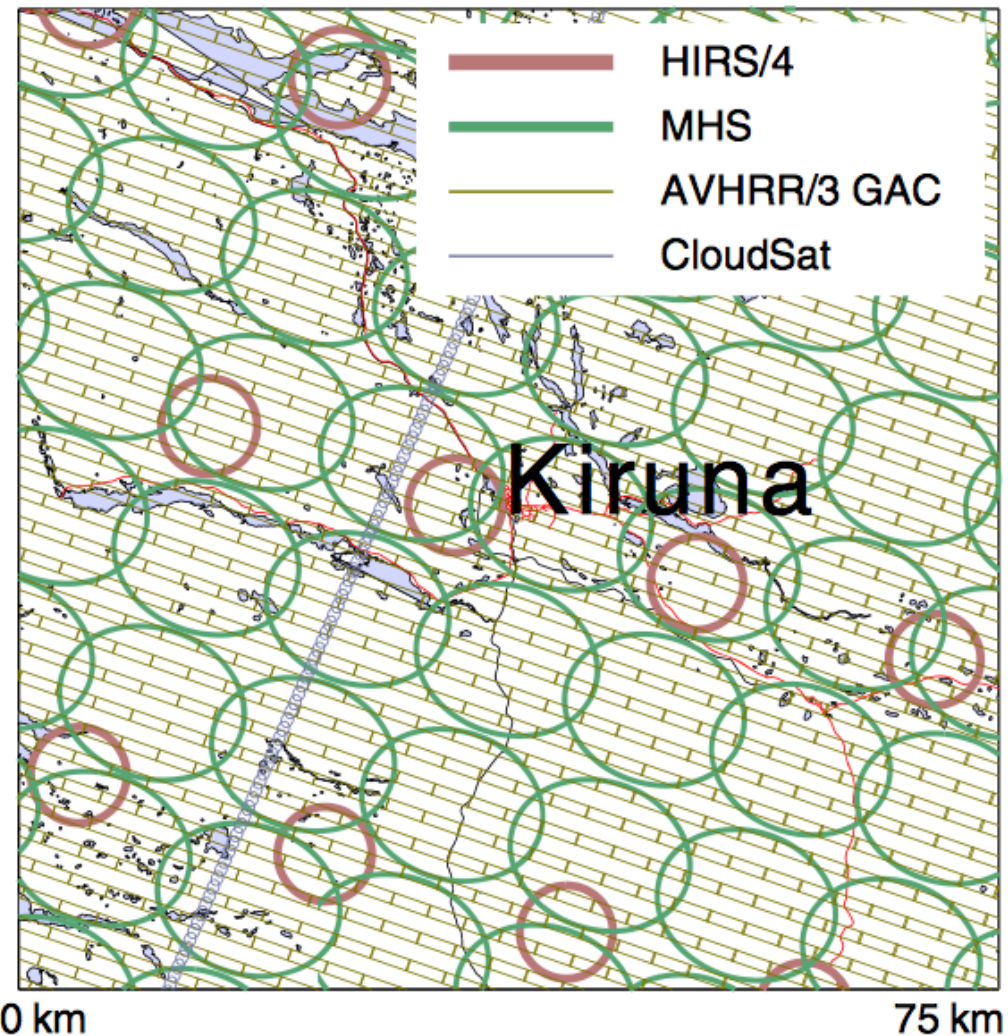 HIRS/4
MHS
AVHRR/3 GAC
CloudSat
Kiruna
0 km
75 km